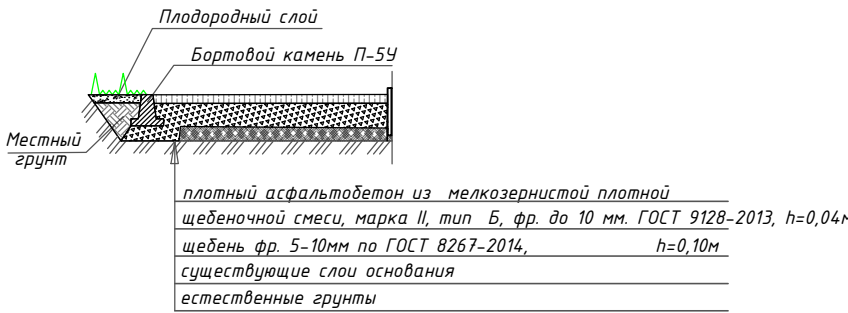 Плодородный слой
Бортовой камень П-5У
Местный
грунт
плотный асфальтобетон из мелкозернистой плотной
щебеночной смеси, марка II, тип Б, фр. до 10 мм. ГОСТ 9128-2013, h=0,04м
щебень фр. 5-10мм по ГОСТ 8267-2014, h=0,10м
существующие слои основания
естественные грунты